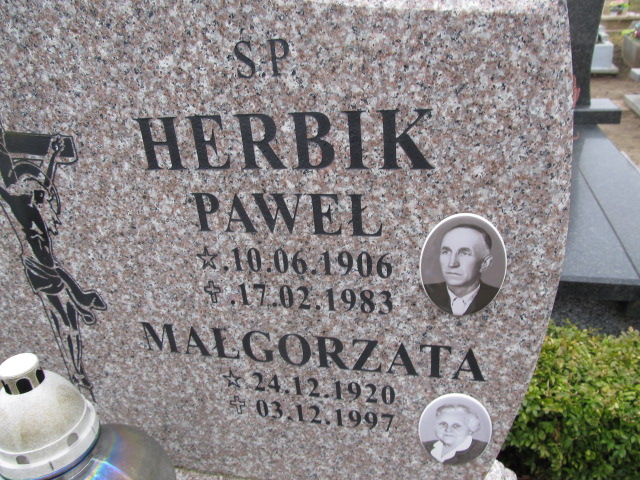 S.P.
HERBIK
PAWEŁ
☆.10.06.1906
✝.17.02.1983
MAŁGORZATA
☆ 24.12.1920
✝ 03.12.1997